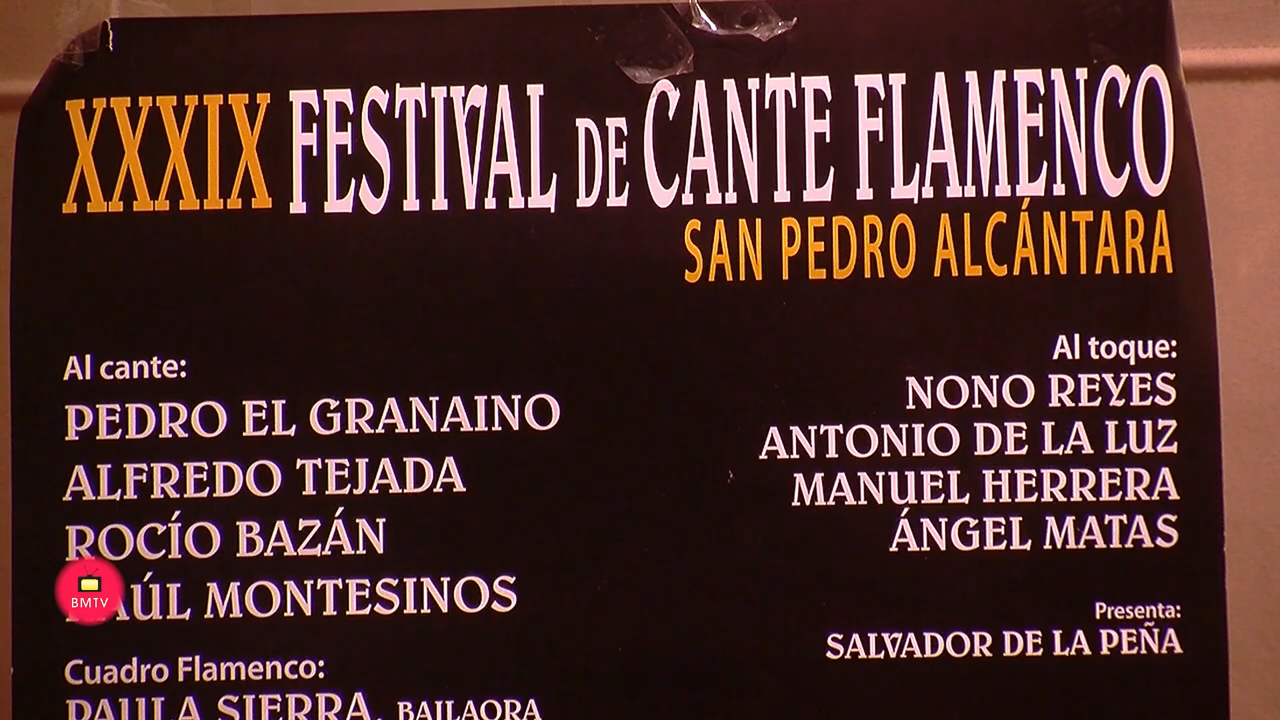 XXXIX FESTIVAL DE CANTE FLAMENCO
SAN PEDRO ALCÁNTARA
Al cante:
PEDRO EL GRANAINO
ALFREDO TEJADA
ROCÍO BAZÁN
MONTESINOS
Cuadro Flamenco:
PAULA SIERRA, BAILAORA
Al toque:
NONO REYES
ANTONIO DE LA LUZ
MANUEL HERRERA
ÁNGEL MATAS
Presenta:
SALVADOR DE LA PEÑA
BMTV